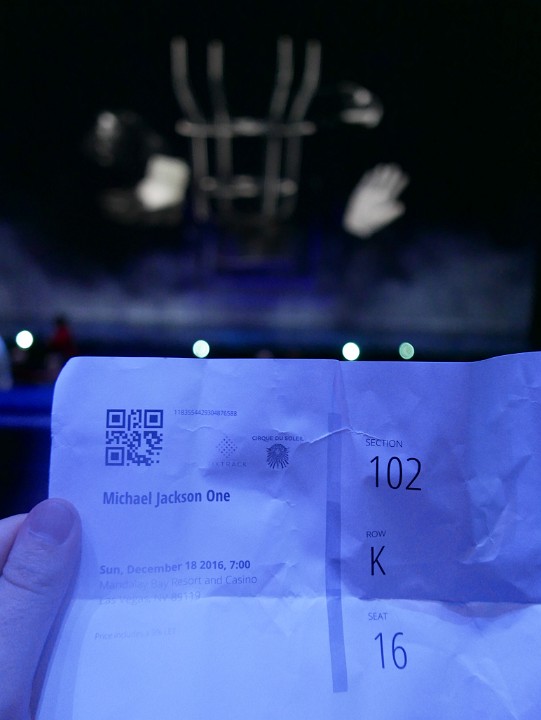 CIRQUE DU SOLEIL
Michael Jackson One
Sun, December 18 2016, 7:00
Mandalay Bay Resort and Casino
Las Vegas, NV 89119
SECTION
102
ROW
K
SEAT
16